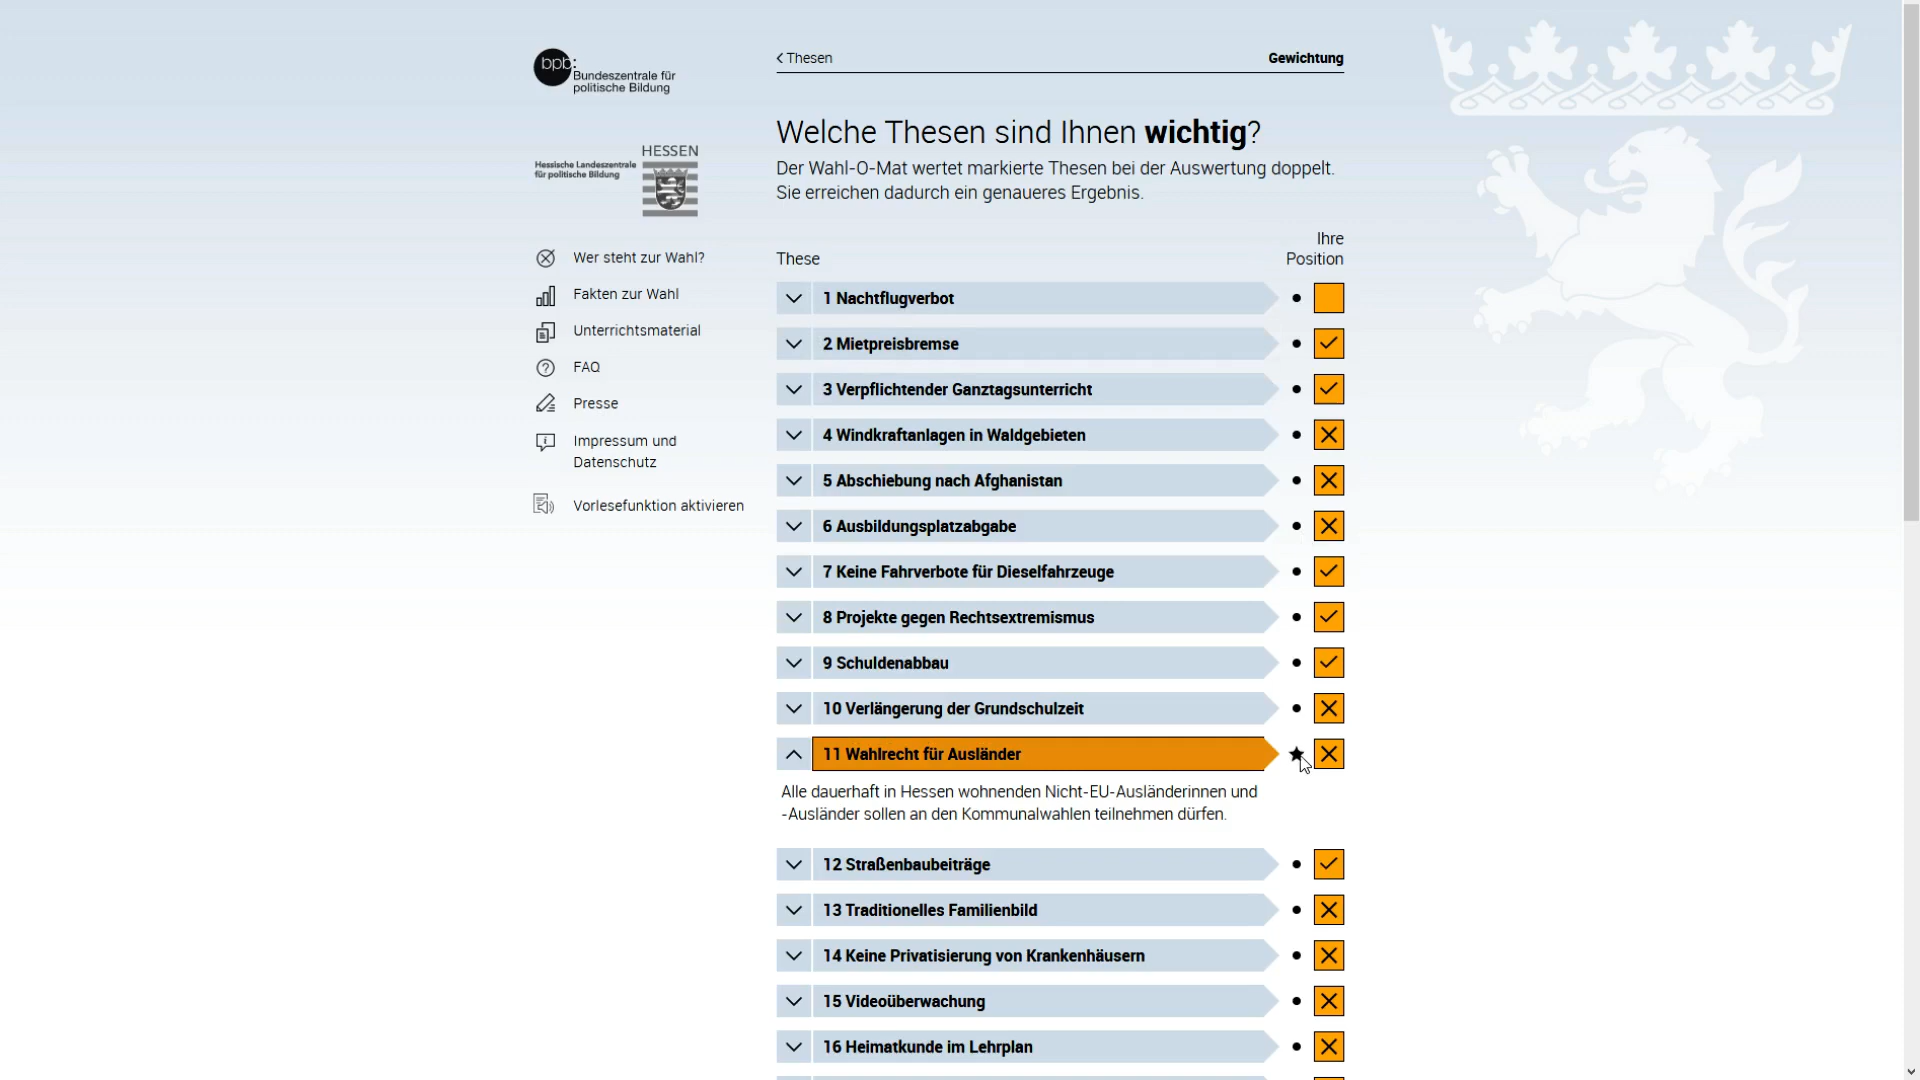 bpb:
Bundeszentrale für
politische Bildung
HESSEN
Hessische Landeszentrale
für politische Bildung
Wer steht zur Wahl?
Fakten zur Wahl
Unterrichtsmaterial
FAQ
Presse
Impressum und
Datenschutz
Vorlesefunktion aktivieren
Thesen
Gewichtung
Welche Thesen sind Ihnen wichtig?
Der Wahl-O-Mat wertet markierte Thesen bei der Auswertung doppelt.
Sie erreichen dadurch ein genaueres Ergebnis.
These
Ihre
Position
1 Nachtflugverbot
2 Mietpreisbremse
3 Verpflichtender Ganztagsunterricht
4 Windkraftanlagen in Waldgebieten
5 Abschiebung nach Afghanistan
6 Ausbildungsplatzabgabe
7 Keine Fahrverbote für Dieselfahrzeuge
8 Projekte gegen Rechtsextremismus
9 Schuldenabbau
10 Verlängerung der Grundschulzeit
11 Wahlrecht für Ausländer
Alle dauerhaft in Hessen wohnenden Nicht-EU-Ausländerinnen und
-Ausländer sollen an den Kommunalwahlen teilnehmen dürfen.
12 Straßenbaubeiträge
13 Traditionelles Familienbild
14 Keine Privatisierung von Krankenhäusern
15 Videoüberwachung
16 Heimatkunde im Lehrplan